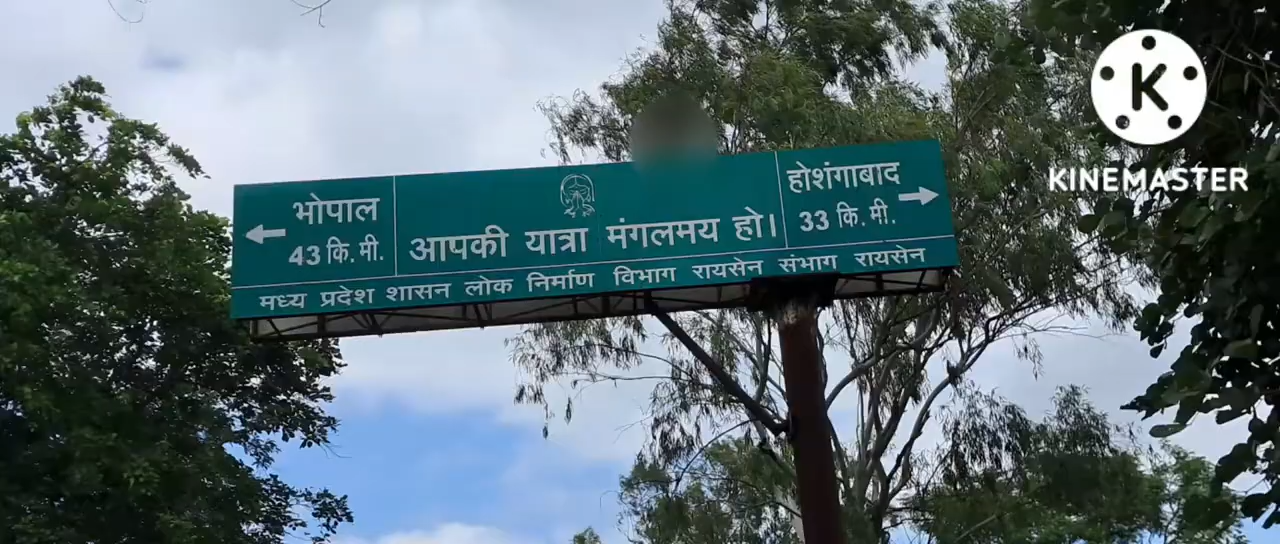 भोपाल
43 कि. मी.
आपकी यात्रा मंगलमय हो।
होशंगाबाद
33 कि. मी.
मध्य प्रदेश शासन लोक निर्माण विभाग रायसेन संभाग रायसेन
K
KINEMASTER